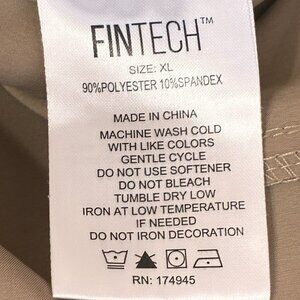 FINTECH™
SIZE: XL
90%POLYESTER 10%SPANDEX
MADE IN CHINA
MACHINE WASH COLD
WITH LIKE COLORS
GENTLE CYCLE
DO NOT USE SOFTENER
DO NOT BLEACH
TUMBLE DRY LOW
IRON AT LOW TEMPERATURE
IF NEEDED
DO NOT IRON DECORATION
RN: 174945